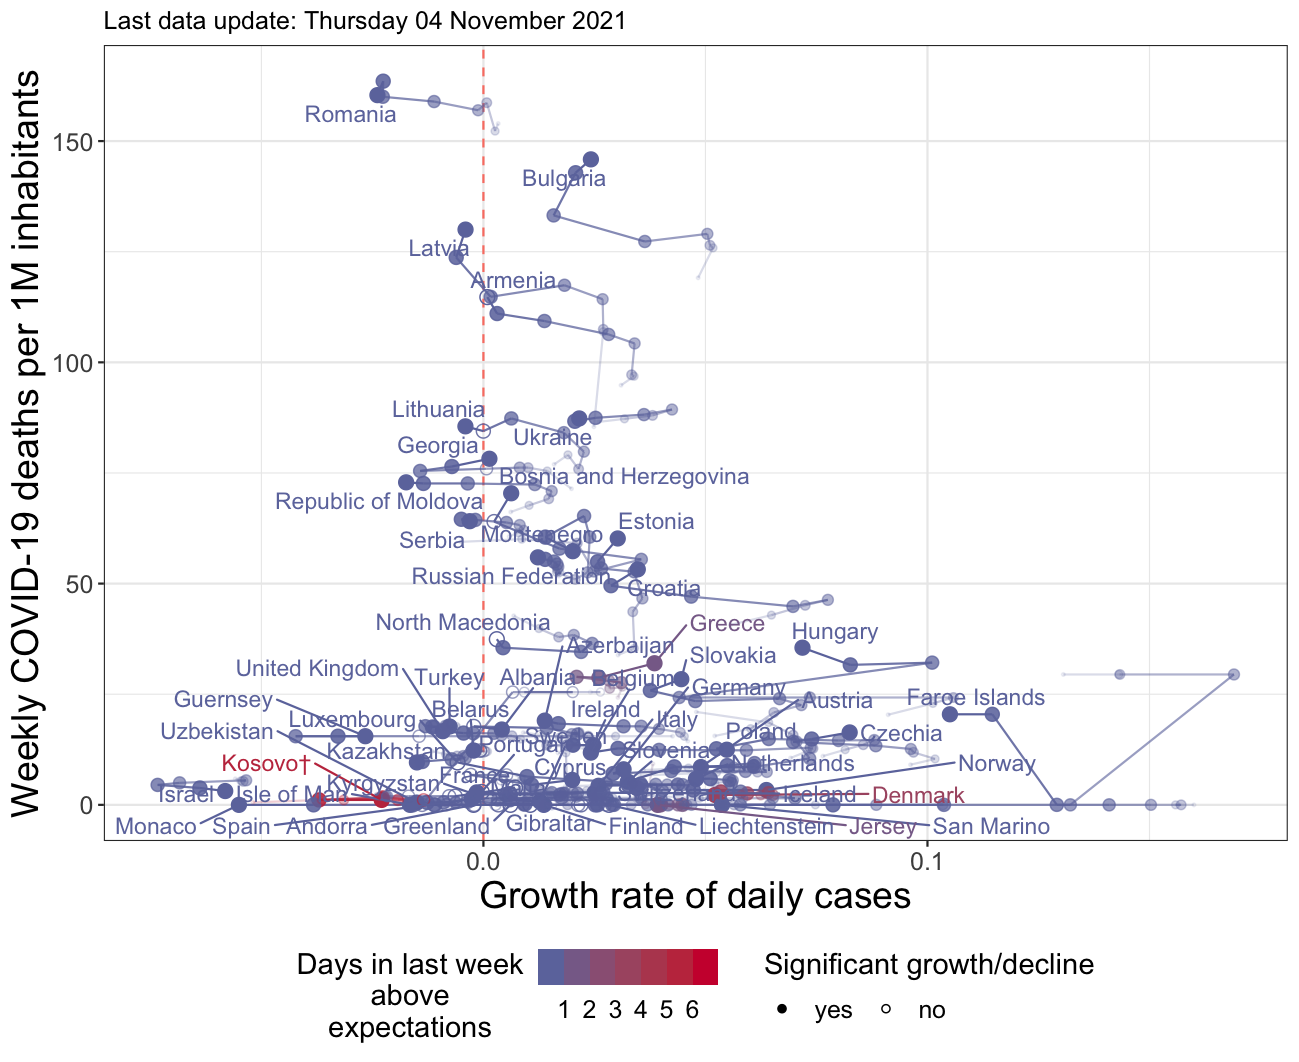 Last data update: Thursday 04 November 2021
Weekly COVID-19 deaths per 1M inhabitants
150
100
50
0
Romania
Bulgaria
Latvia
Armenia
Lithuania
Ukraine
Georgia
Bosnia and Herzegovina
Republic of Moldova
Estonia
Serbia
Montenegro
Russian Federation
Croatia
North Macedonia
Greece
Hungary
Azerbaijan
Slovakia
United Kingdom
Turkey
Albania
Belgium
Germany
Guernsey
Austria
Faroe Islands
Belarus
Ireland
Luxembourg
Italy
Uzbekistan
Sweden
Poland
Czechia
Kazakhstan
Portugal
Slovenia
Kosovo†
Cyprus
Netherlands
Norway
France
Kyrgyzstan
Israel
Isle of Man
Iceland
Denmark
Monaco
Spain
Andorra
Greenland
Gibraltar
Finland
Liechtenstein
Jersey
San Marino
0.0
0.1
Growth rate of daily cases
Days in last week
above
expectations
1 2 3 4 5 6
Significant growth/decline
yes
no